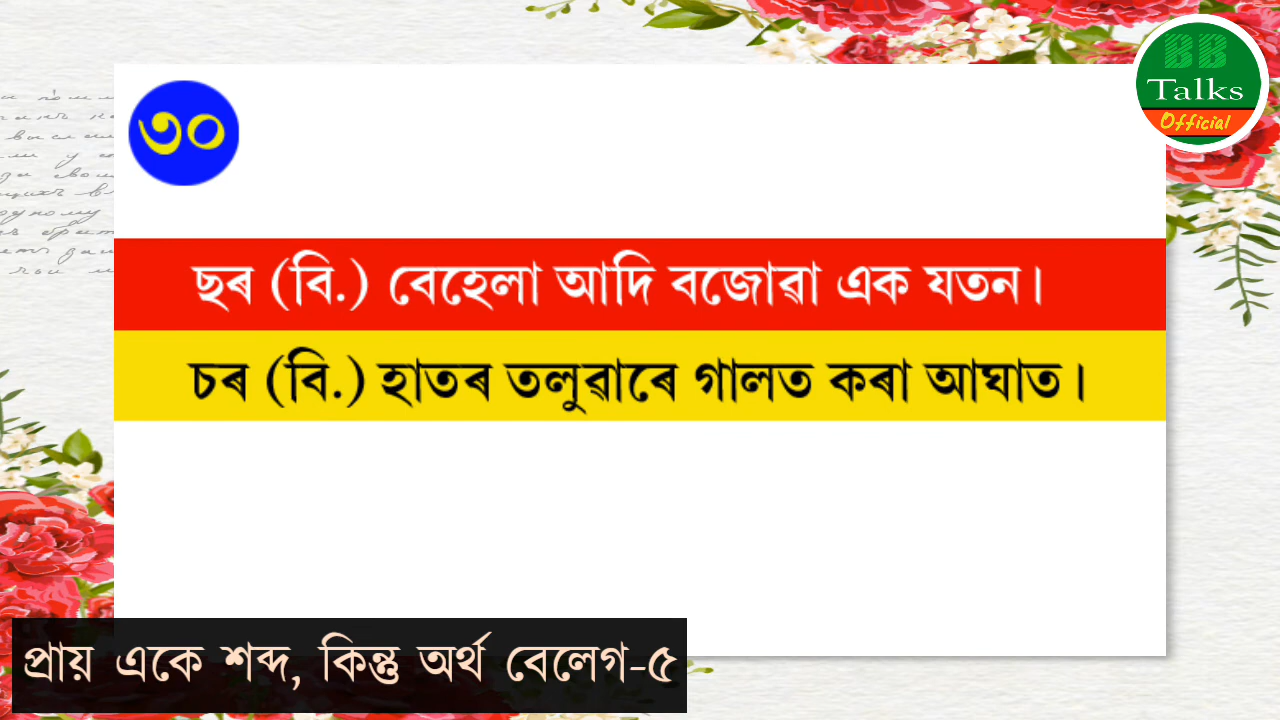 BB
Talks
Official
৩০
ছৰ (বি.) বেহেলা আদি বজোৱা এক যতন।
চৰ (বি.) হাতৰ তলুৱাৰে গালত কৰা আঘাত।
প্ৰায় একে শব্দ, কিন্তু অৰ্থ বেলেগ-৫